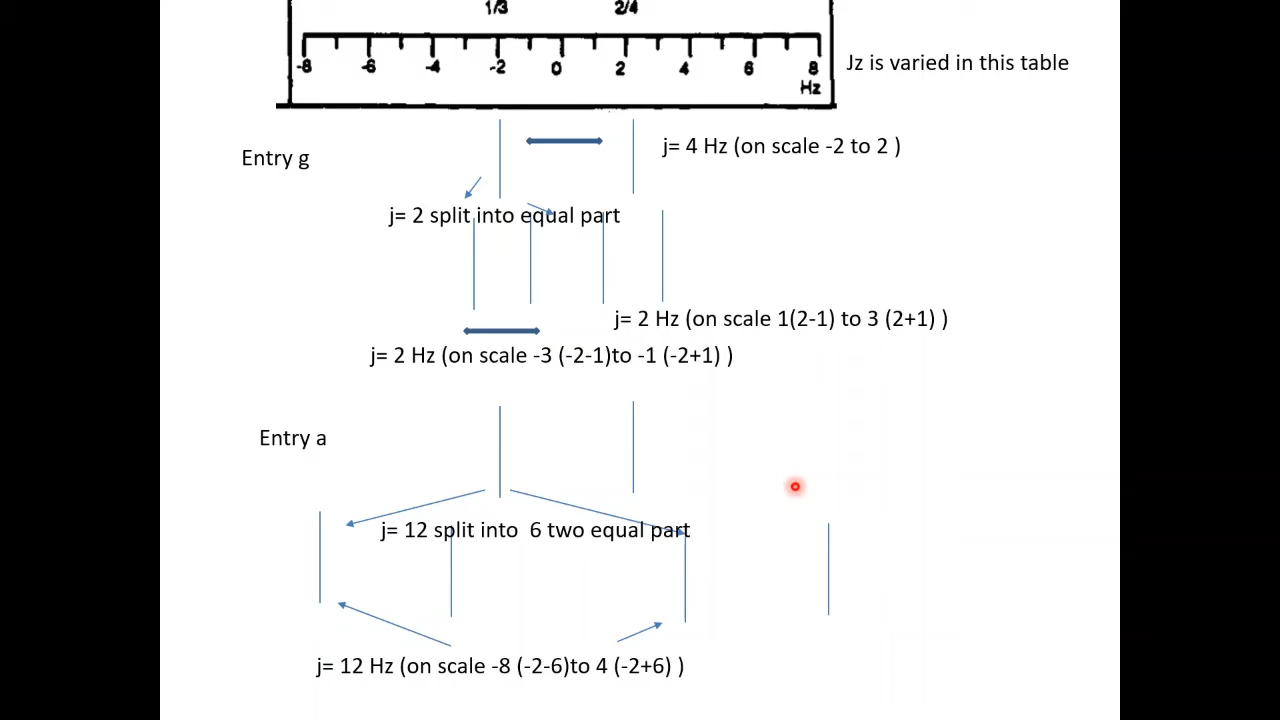 1/3 2/4
-8 -6 -4 -2 0 2 4 6 8
Hz
Jz is varied in this table
Entry g
j= 4 Hz (on scale -2 to 2 )
j= 2 split into equal part
j= 2 Hz (on scale 1(2-1) to 3 (2+1) )
j= 2 Hz (on scale -3 (-2-1)to -1 (-2+1) )
Entry a
j= 12 split into  6 two equal part
j= 12 Hz (on scale -8 (-2-6)to 4 (-2+6) )